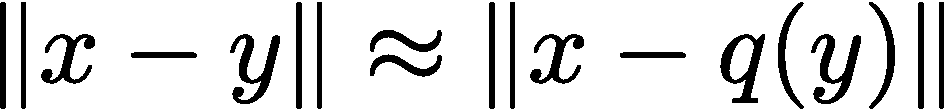 ‖x − y‖ ≈ ‖x − q(y)‖